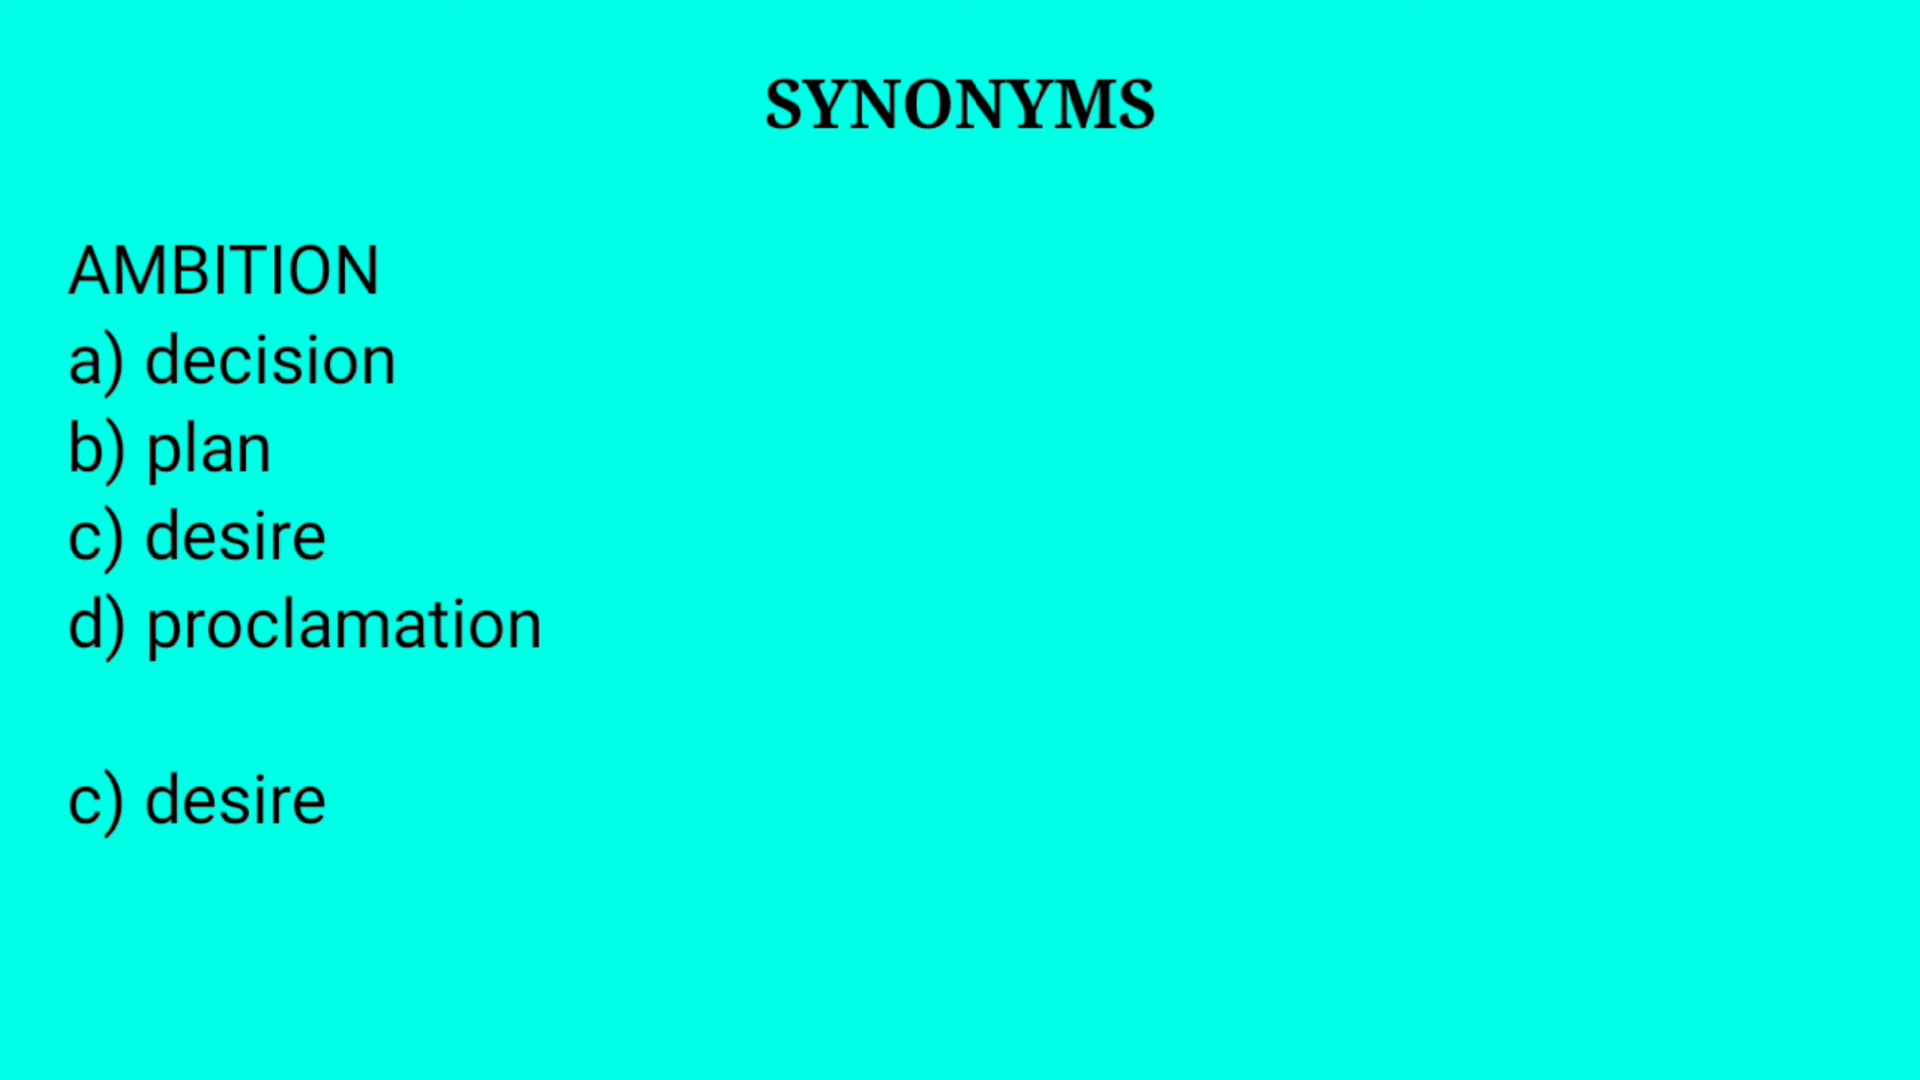 SYNONYMS
AMBITION
a) decision
b) plan
c) desire
d) proclamation
c) desire